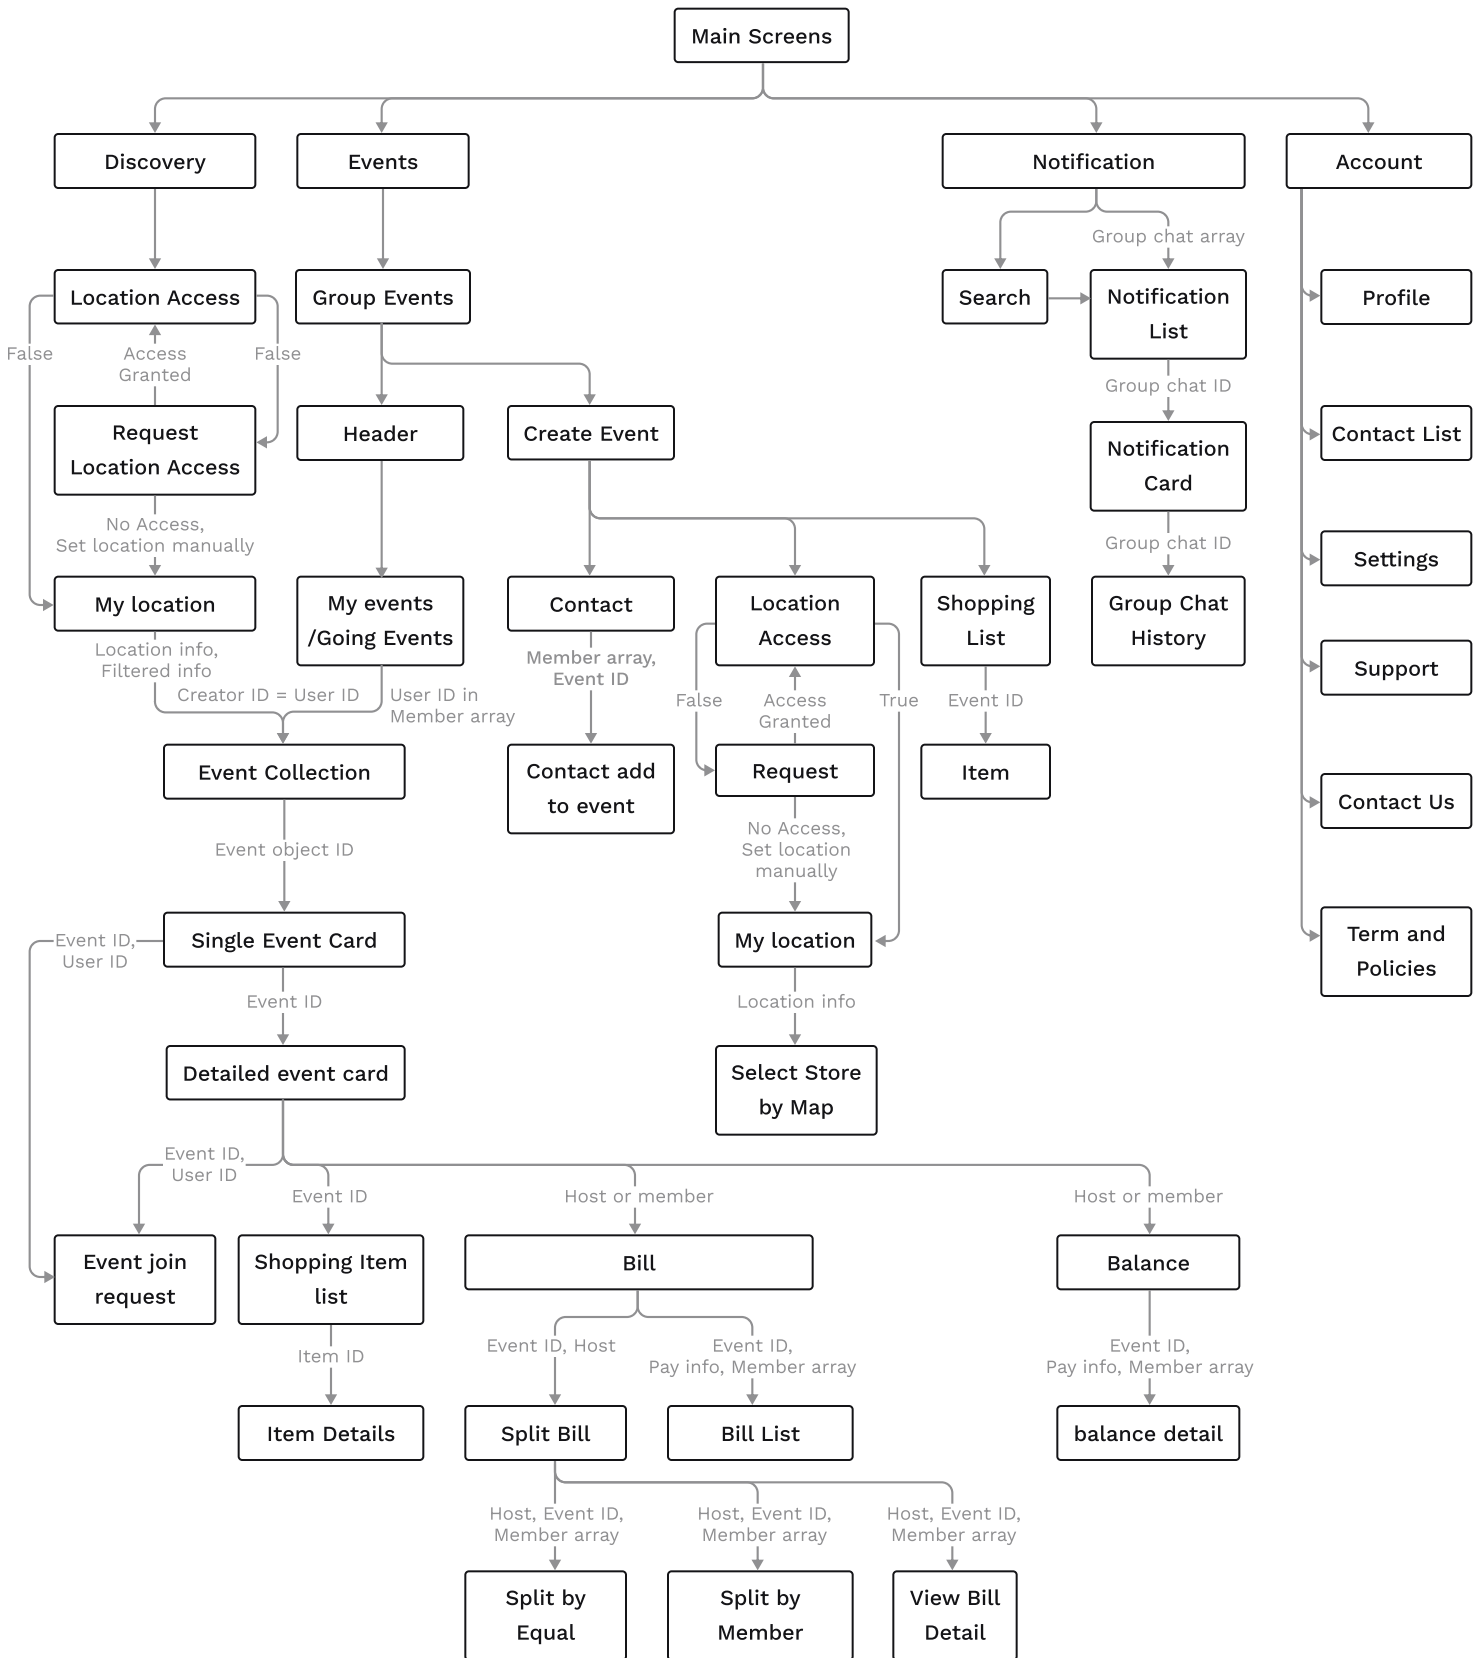 Main Screens
Discovery
Events
Notification
Account
Group chat array
Location Access
Group Events
Search
Notification
List
Profile
False
Access
Granted
False
Group chat ID
Request
Location Access
Header
Create Event
Notification
Card
Contact List
No Access,
Set location manually
Group chat ID
Settings
My location
My events
/Going Events
Contact
Location
Access
Shopping
List
Group Chat
History
Support
Location info,
Filtered info
Creator ID = User ID
User ID in
Member array
Member array,
Event ID
False
Access
Granted
True
Event ID
Event Collection
Contact add
to event
Request
Item
Contact Us
Event object ID
No Access,
Set location
manually
Event ID,
User ID
Single Event Card
My location
Term and
Policies
Event ID
Location info
Detailed event card
Select Store
by Map
Event ID,
User ID
Event ID
Host or member
Host or member
Event join
request
Shopping Item
list
Bill
Balance
Item ID
Event ID, Host
Event ID,
Pay info, Member array
Event ID,
Pay info, Member array
Item Details
Split Bill
Bill List
balance detail
Host, Event ID,
Member array
Host, Event ID,
Member array
Host, Event ID,
Member array
Split by
Equal
Split by
Member
View Bill
Detail